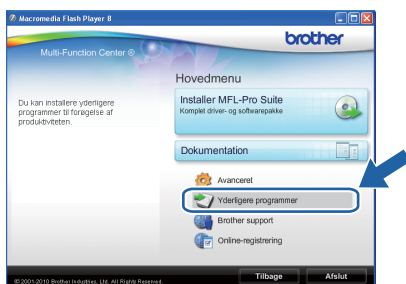 Macromedia Flash Player 8
brother
Multi-Function Center ®
Hovedmenu
Du kan installere yderligere
programmer til forøgelse af
produktiviteten.
Installer MFL-Pro Suite
Komplet driver- og softwarepakke
Dokumentation
Avanceret
Yderligere programmer
Brother support
Online-registrering
© 2001-2010 Brother Industries, Ltd. All Rights Reserved.
Tilbage
Afslut